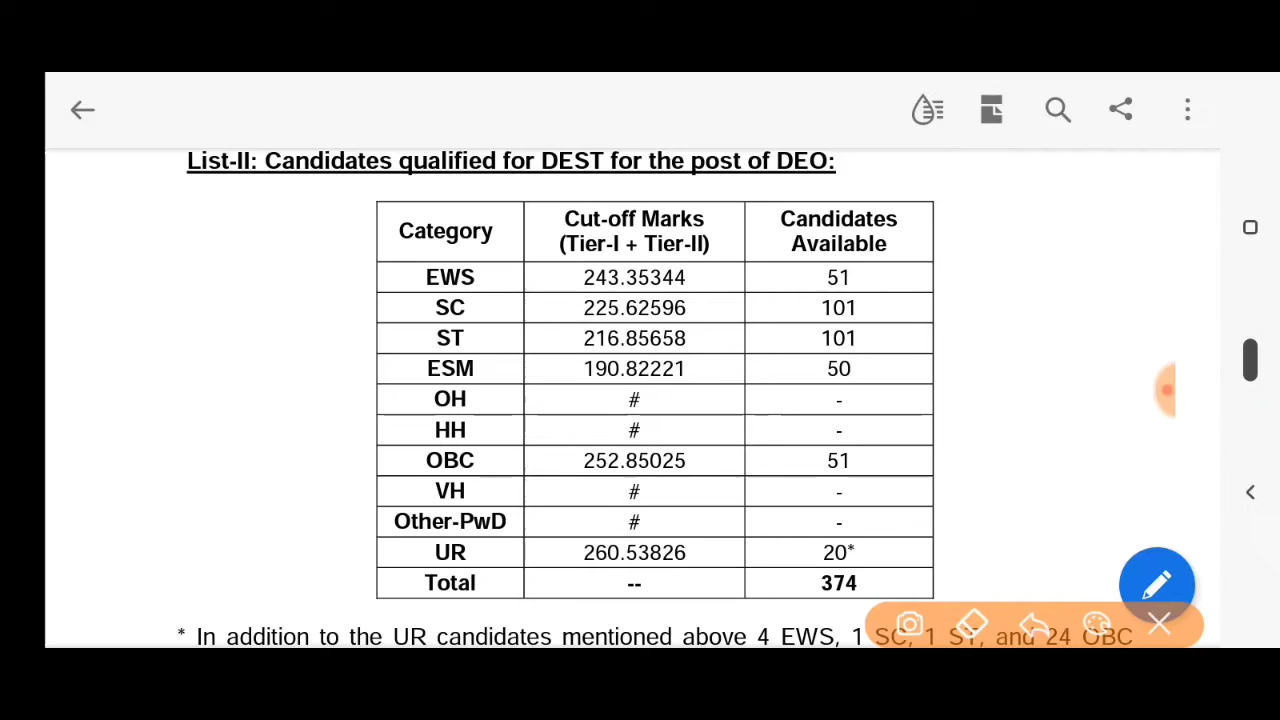 List-II: Candidates qualified for DEST for the post of DEO:
Category Cut-off Marks (Tier-I + Tier-II) Candidates Available
EWS 243.35344 51
SC 225.62596 101
ST 216.85658 101
ESM 190.82221 50
OH # -
HH # -
OBC 252.85025 51
VH # -
Other-PwD # -
UR 260.53826 20*
Total -- 374
* In addition to the UR candidates mentioned above 4 EWS, 1 SC, 1 ST, and 24 OBC